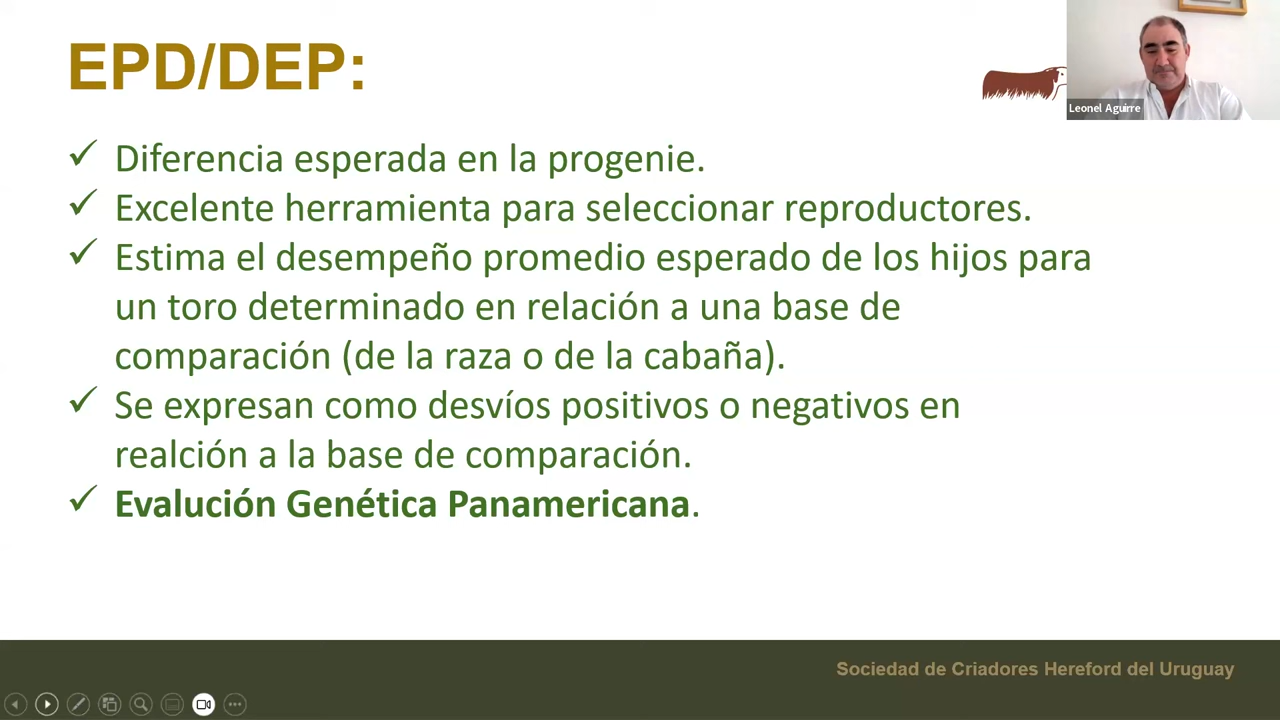 EPD/DEP:
Leonel Aguirre
Diferencia esperada en la progenie.
Excelente herramienta para seleccionar reproductores.
Estima el desempeño promedio esperado de los hijos para
un toro determinado en relación a una base de
comparación (de la raza o de la cabaña).
Se expresan como desvíos positivos o negativos en
realción a la base de comparación.
Evalución Genética Panamericana.
Sociedad de Criadores Hereford del Uruguay